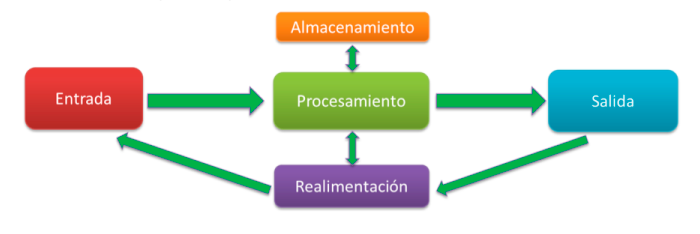 Almacenamiento
Entrada
Procesamiento
Salida
Realimentación